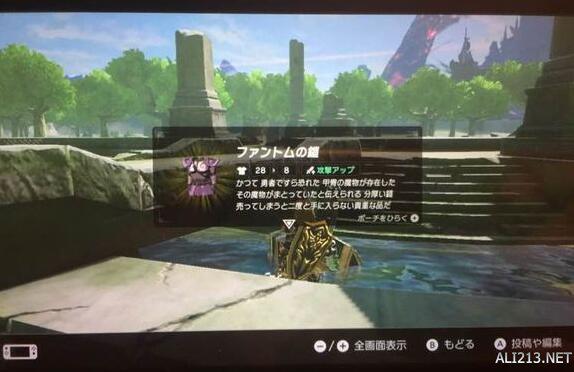 ファントムの鎧
28 › 8 攻撃アップ
かつて 勇者ですら恐れた 甲冑の魔物が存在した
その魔物がまとっていたと伝えられる 分厚い鎧
売ってしまうと二度と手に入らない貴重な品だ
ポーチをひらく
−/+ 全画面表示 B もどる A 投稿や編集
ALI213.NET